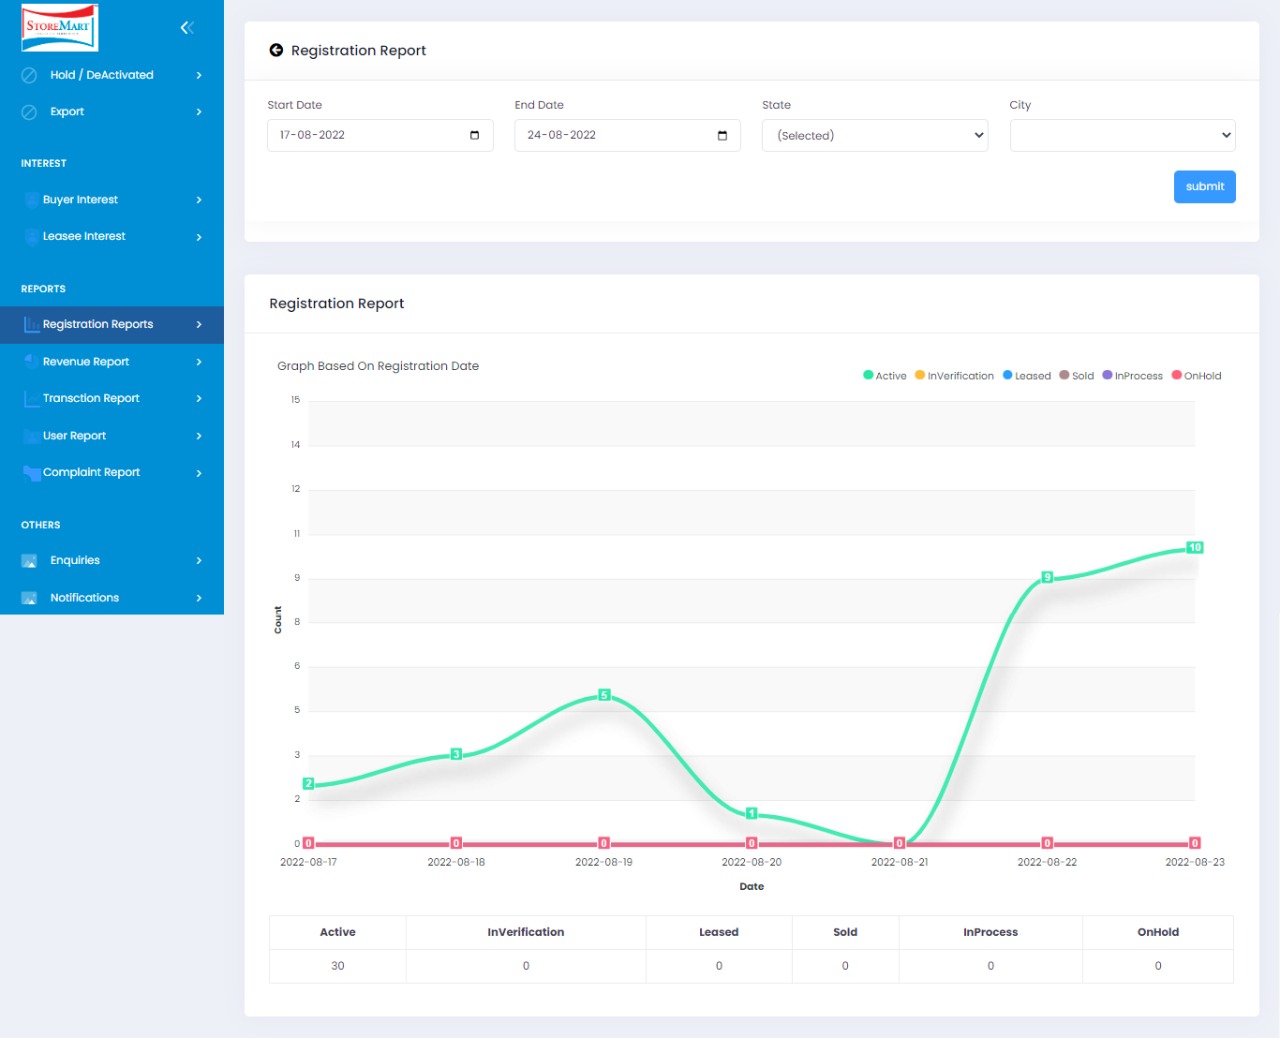 STOREMART
Hold / DeActivated
Export
INTEREST
Buyer Interest
Leasee Interest
REPORTS
Registration Reports
Revenue Report
Transction Report
User Report
Complaint Report
OTHERS
Enquiries
Notifications
Registration Report
Start Date End Date State City
17-08-2022 24-08-2022 (Selected)
submit
Registration Report
Graph Based On Registration Date
Active InVerification Leased Sold InProcess OnHold
15
14
12
11
10
9 9
8
Count
6
5 5
3 3
2
2
1
0 0 0 0 0 0 0 0
2022-08-17 2022-08-18 2022-08-19 2022-08-20 2022-08-21 2022-08-22 2022-08-23
Date
Active InVerification Leased Sold InProcess OnHold
30 0 0 0 0 0